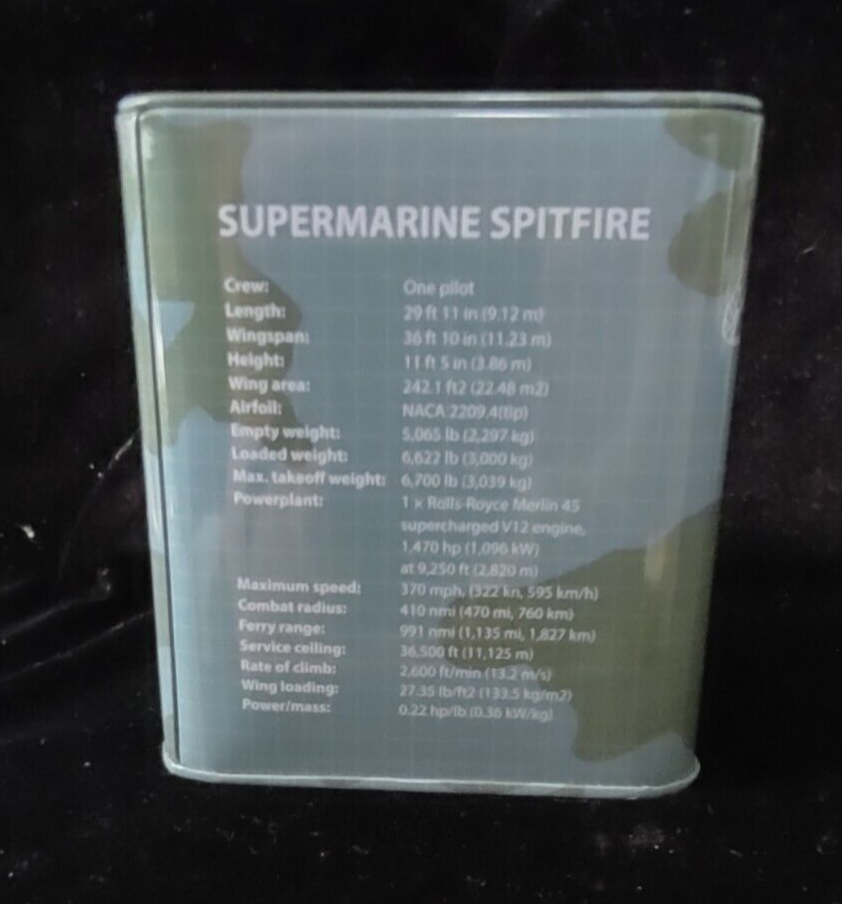 SUPERMARINE SPITFIRE
Crew: One pilot
Length: 29 ft 11 in (9.12 m)
Wingspan: 36 ft 10 in (11.23 m)
Height: 11 ft 5 in (3.86 m)
Wing area: 242.1 ft2 (22.48 m2)
Airfoil: NACA 2209.4(tip)
Empty weight: 5,065 lb (2,297 kg)
Loaded weight: 6,622 lb (3,000 kg)
Max. takeoff weight: 6,700 lb (3,039 kg)
Powerplant: 1 × Rolls-Royce Merlin 45
supercharged V12 engine,
1,470 hp (1,096 kW)
at 9,250 ft (2,820 m)
Maximum speed: 370 mph, (322 kn, 595 km/h)
Combat radius: 410 nmi (470 mi, 760 km)
Ferry range: 991 nmi (1,135 mi, 1,827 km)
Service ceiling: 36,500 ft (11,125 m)
Rate of climb: 2,600 ft/min (13.2 m/s)
Wing loading: 27.35 lb/ft2 (133.5 kg/m2)
Power/mass: 0.22 hp/lb (0.36 kW/kg)